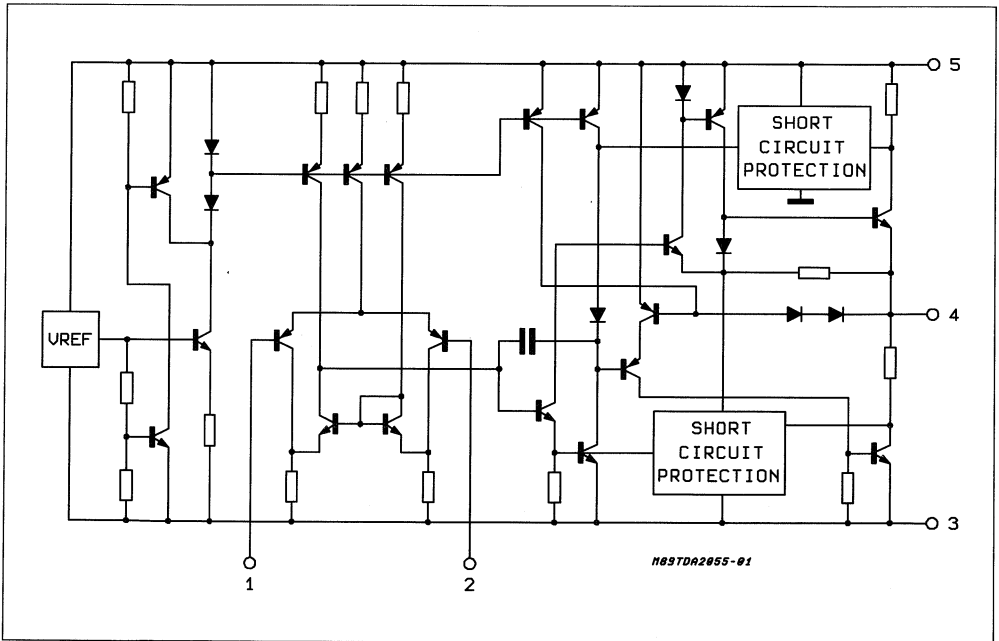 5
SHORT
CIRCUIT
PROTECTION
VREF
4
SHORT
CIRCUIT
PROTECTION
3
1
2
M89TDA2055-01